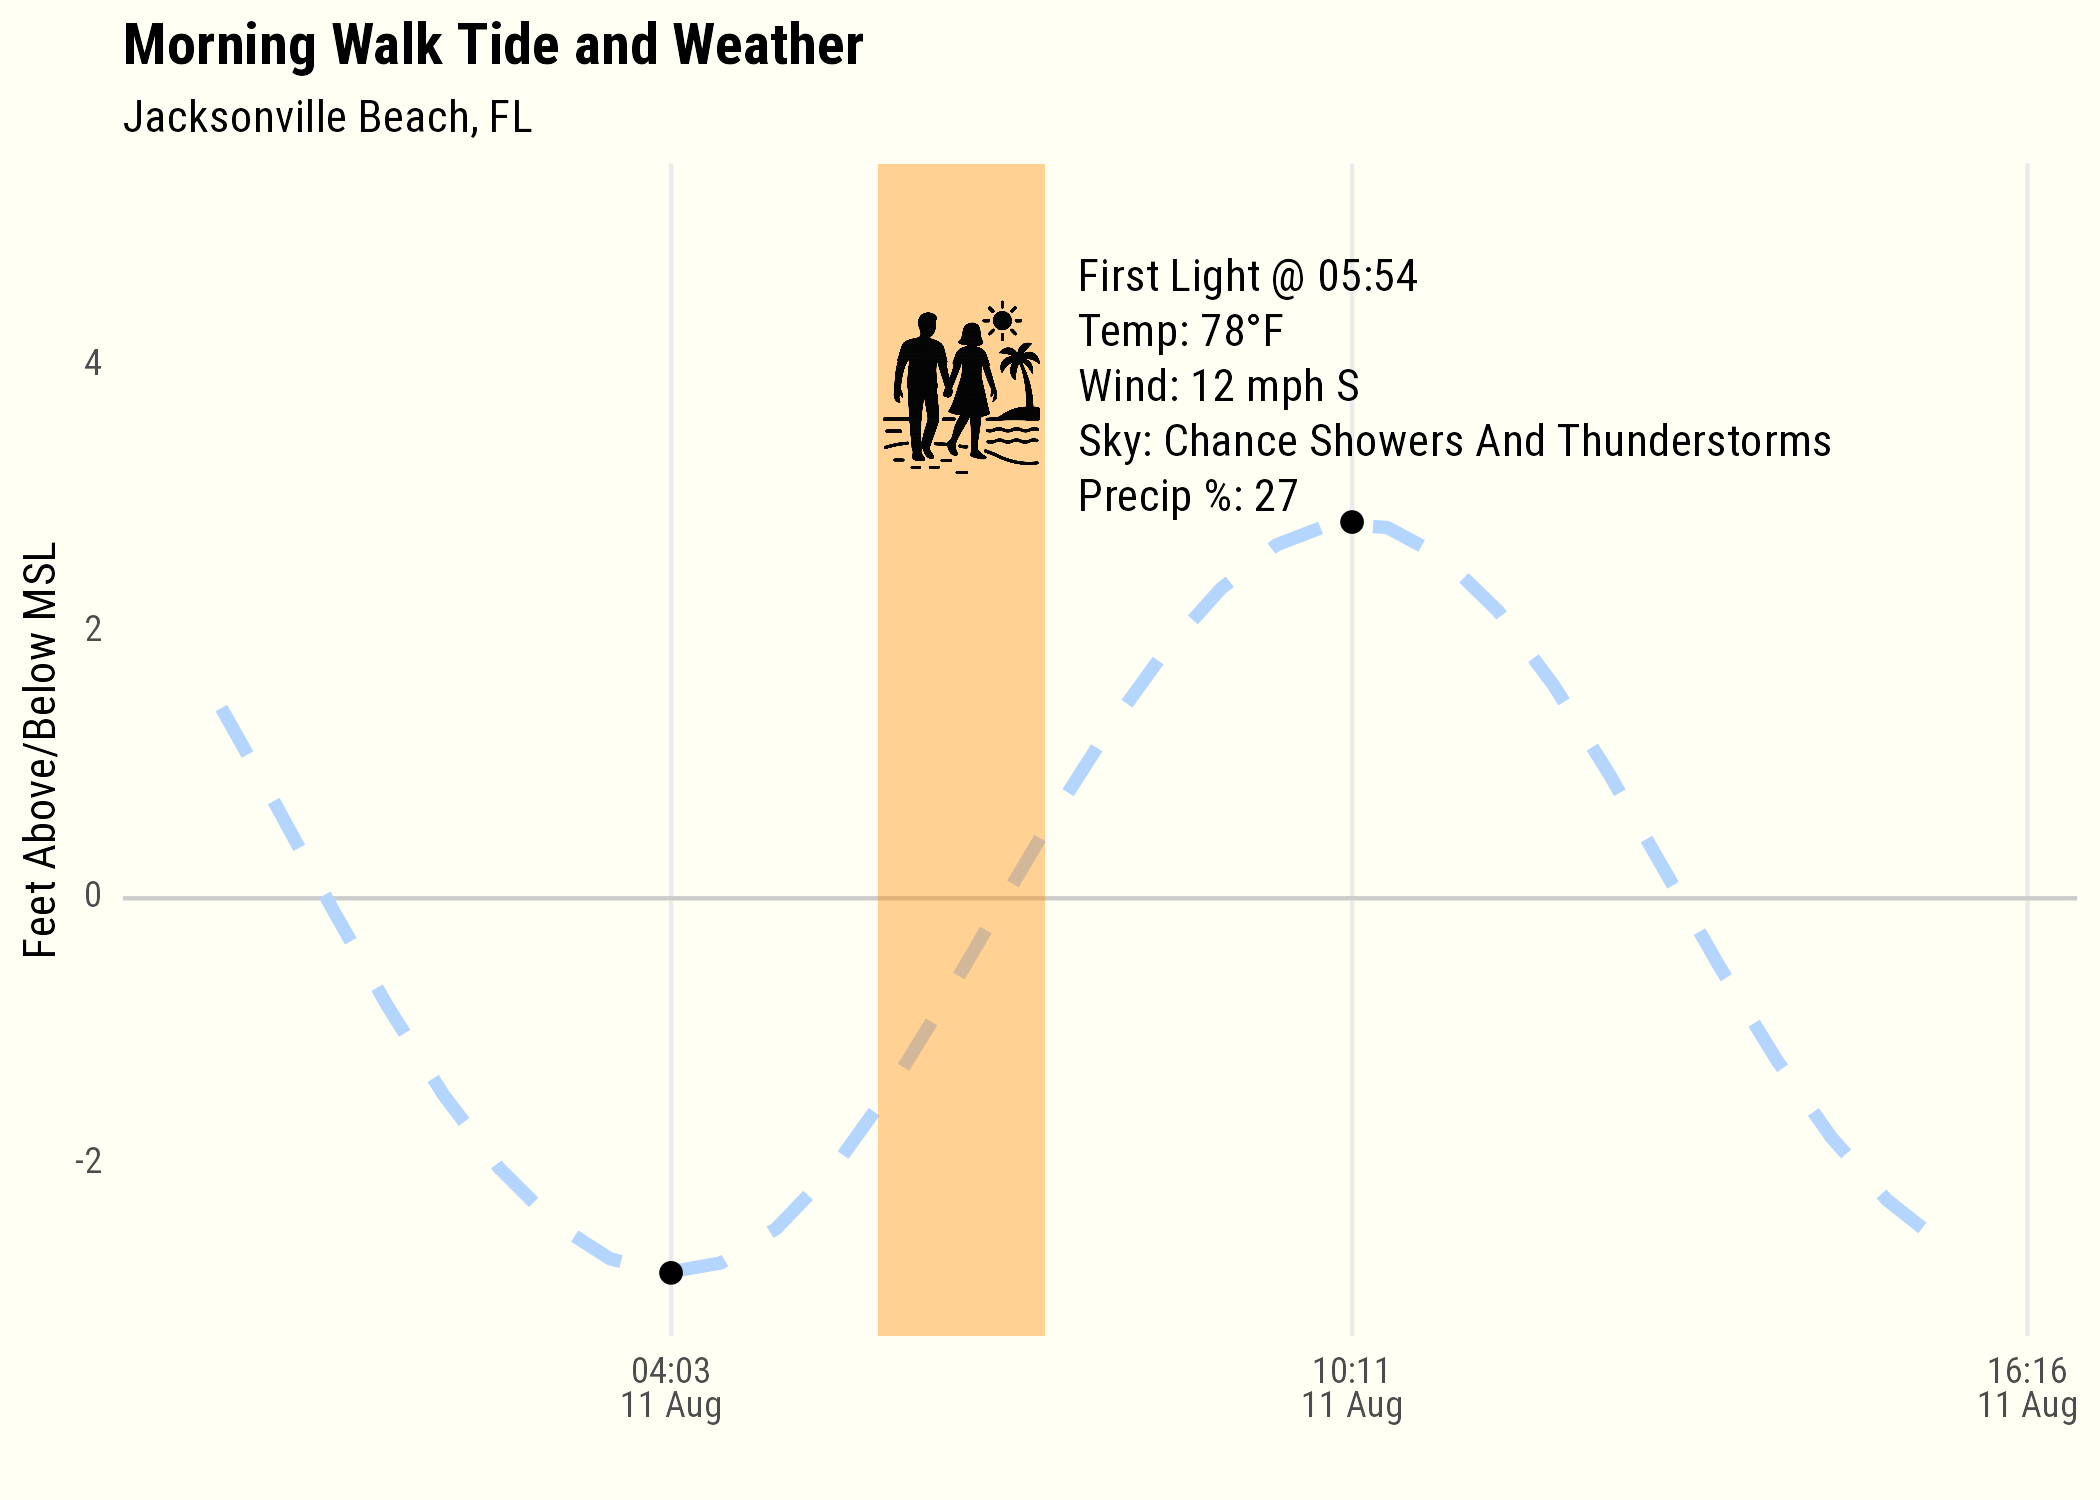 Morning Walk Tide and Weather
Jacksonville Beach, FL
First Light @ 05:54
Temp: 78°F
Wind: 12 mph S
Sky: Chance Showers And Thunderstorms
Precip %: 27
Feet Above/Below MSL
4
2
0
-2
04:03
11 Aug
10:11
11 Aug
16:16
11 Aug